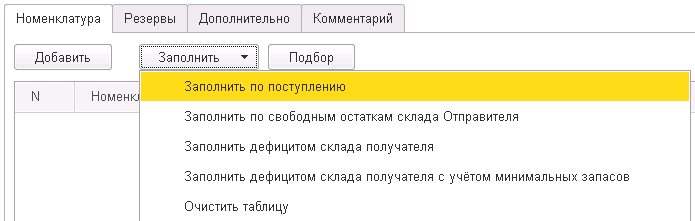 Номенклатура Резервы Дополнительно Комментарий
Добавить Заполнить Подбор
N Номенкл
Заполнить по поступлению
Заполнить по свободным остаткам склада Отправителя
Заполнить дефицитом склада получателя
Заполнить дефицитом склада получателя с учётом минимальных запасов
Очистить таблицу